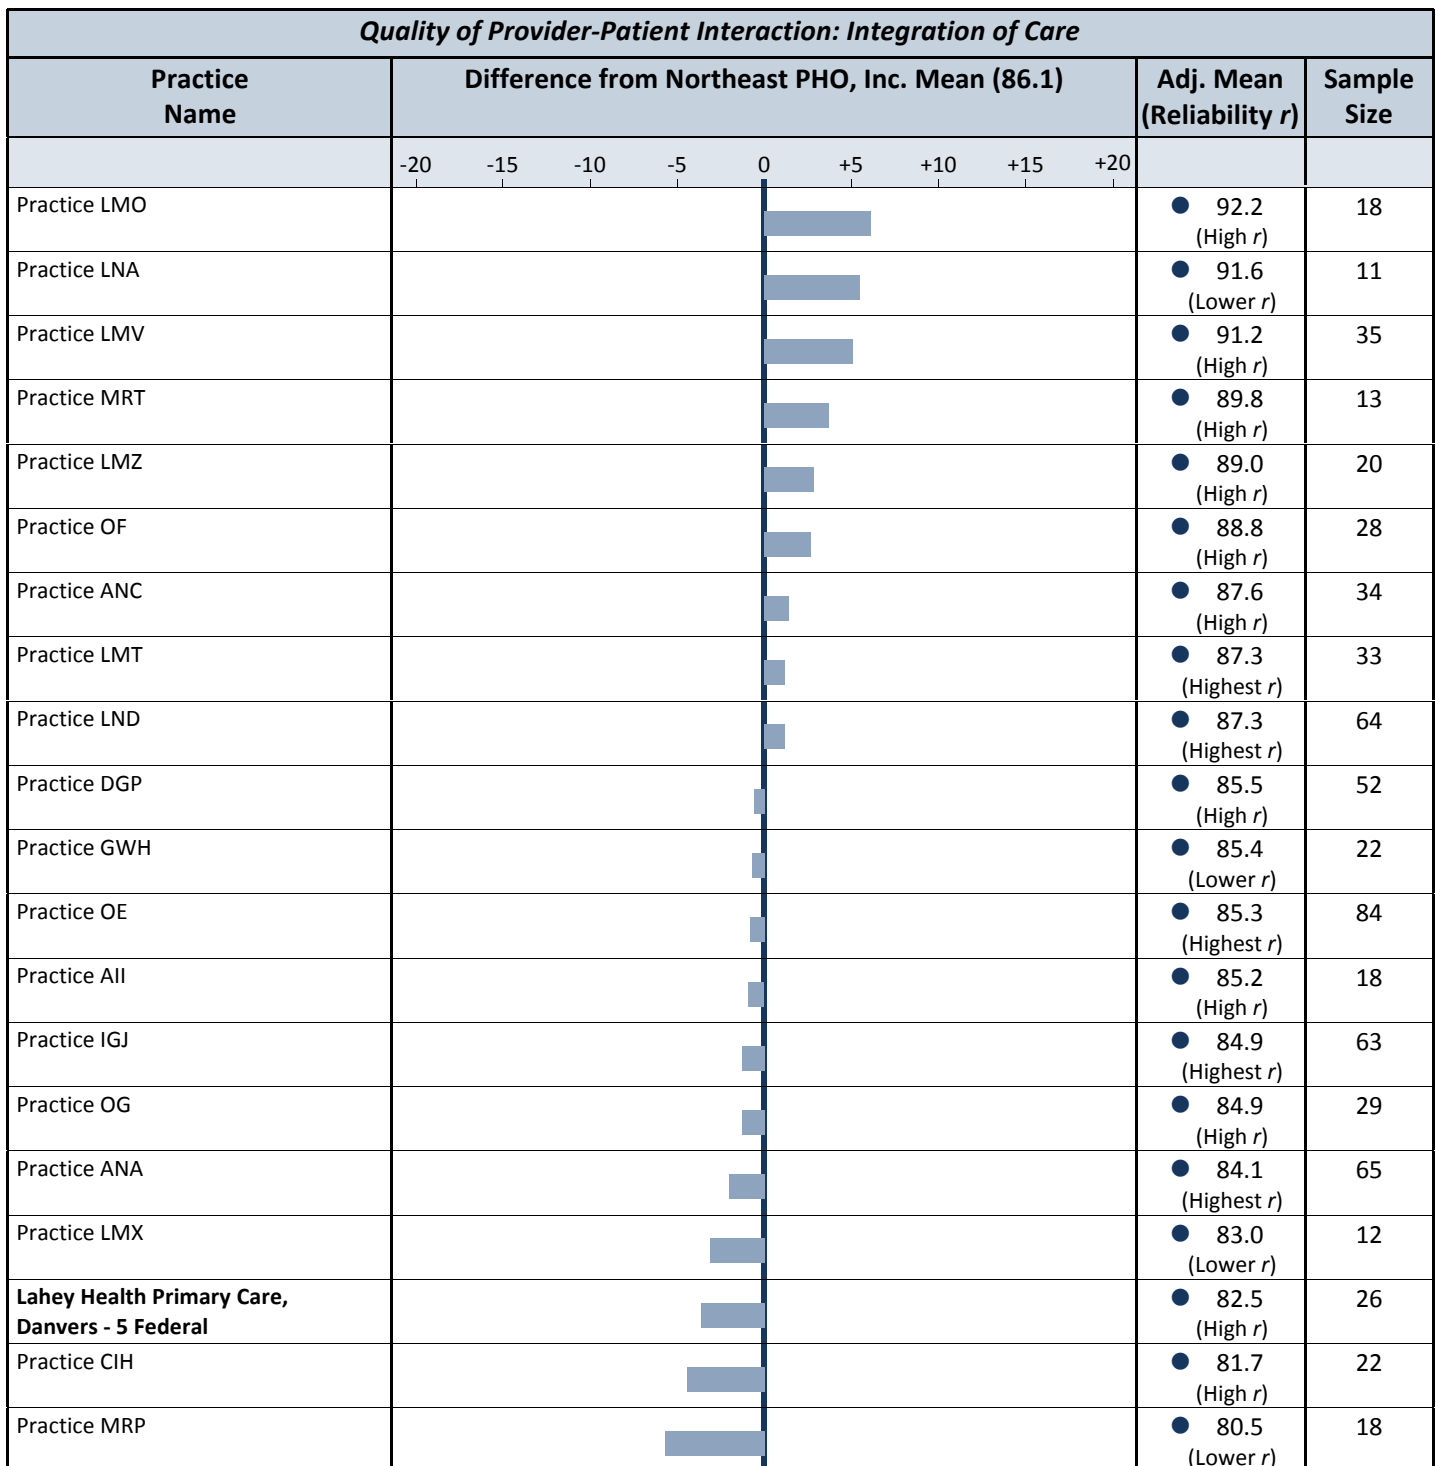 Quality of Provider-Patient Interaction: Integration of Care
Practice Name
Difference from Northeast PHO, Inc. Mean (86.1)
Adj. Mean (Reliability r)
Sample Size
-20 -15 -10 -5 0 +5 +10 +15 +20
Practice LMO 92.2 18
(High r)
Practice LNA 91.6 11
(Lower r)
Practice LMV 91.2 35
(High r)
Practice MRT 89.8 13
(High r)
Practice LMZ 89.0 20
(High r)
Practice OF 88.8 28
(High r)
Practice ANC 87.6 34
(High r)
Practice LMT 87.3 33
(Highest r)
Practice LND 87.3 64
(Highest r)
Practice DGP 85.5 52
(High r)
Practice GWH 85.4 22
(Lower r)
Practice OE 85.3 84
(Highest r)
Practice AII 85.2 18
(High r)
Practice IGJ 84.9 63
(Highest r)
Practice OG 84.9 29
(High r)
Practice ANA 84.1 65
(Highest r)
Practice LMX 83.0 12
(Lower r)
Lahey Health Primary Care, 82.5 26
Danvers - 5 Federal (High r)
Practice CIH 81.7 22
(High r)
Practice MRP 80.5 18
(Lower r)